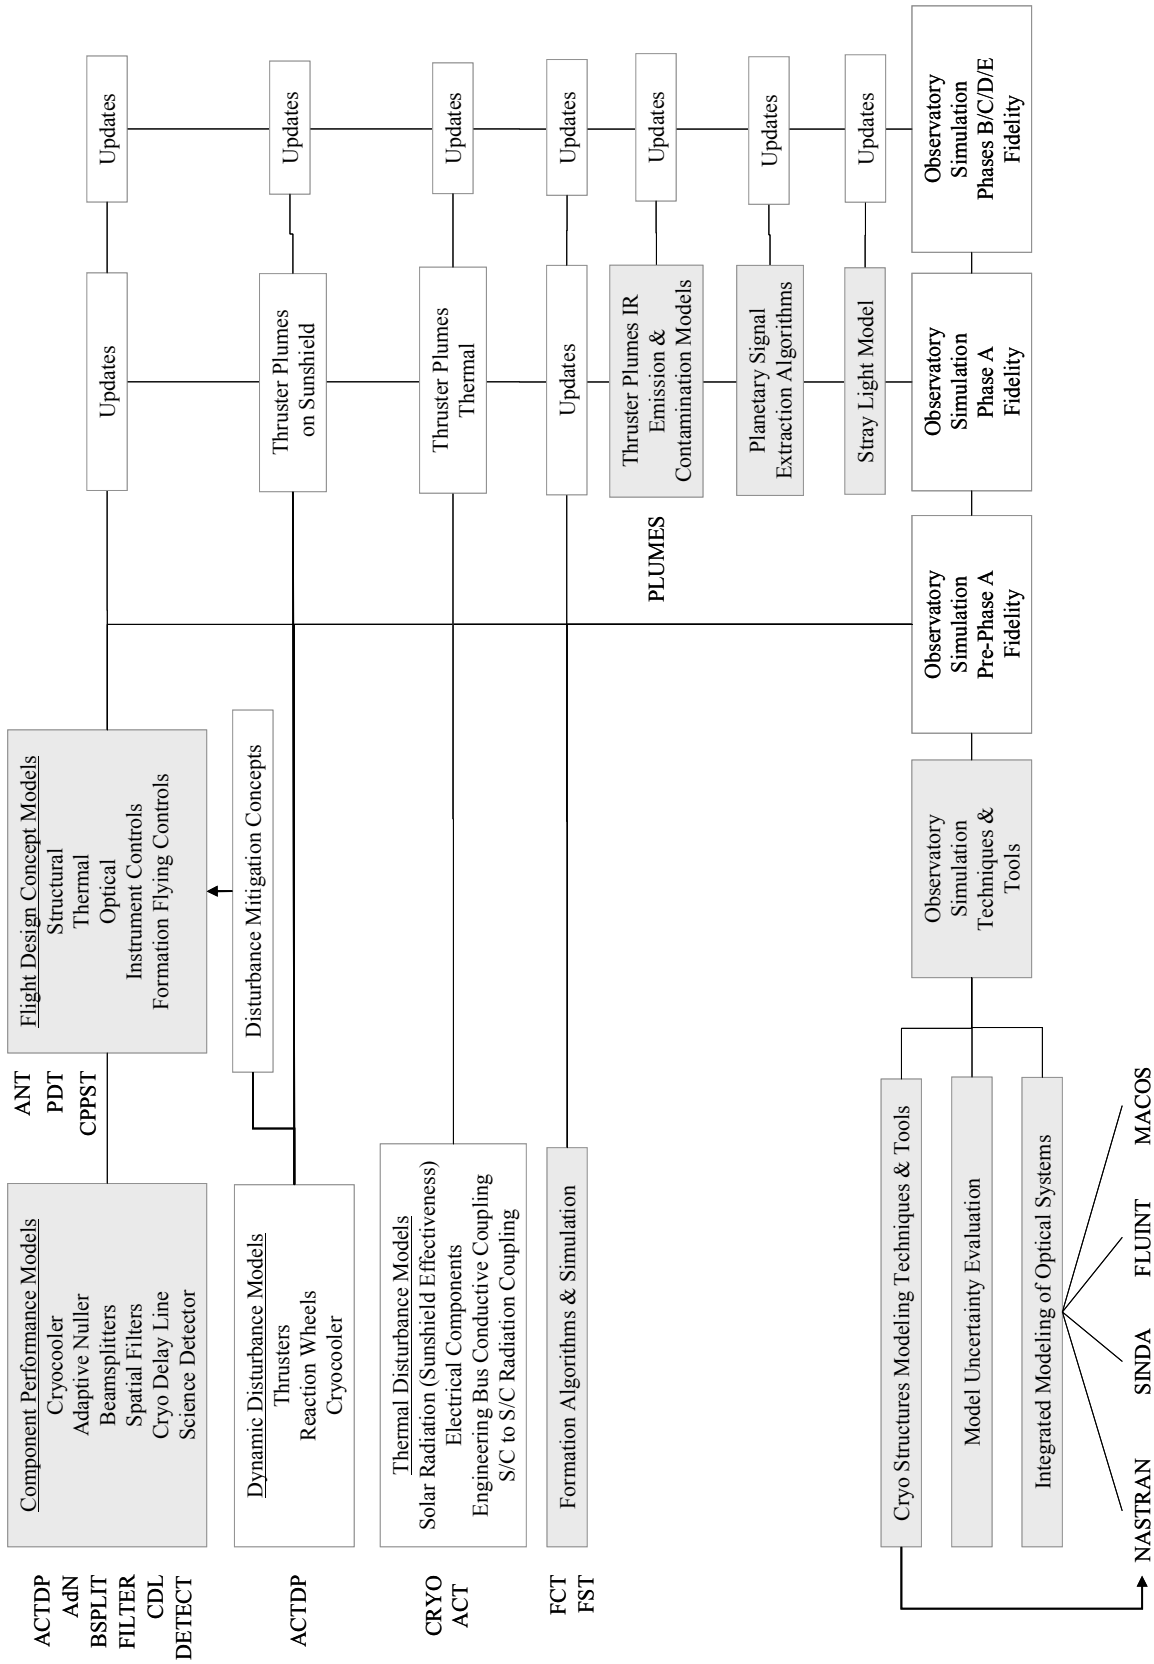 ACTDP
AdN
BSPLIT
FILTER
CDL
DETECT
Component Performance Models
Cryocooler
Adaptive Nuller
Beamsplitters
Spatial Filters
Cryo Delay Line
Science Detector
ANT
PDT
CPPST
Flight Design Concept Models
Structural
Thermal
Optical
Instrument Controls
Formation Flying Controls
Updates
Updates
ACTDP
Dynamic Disturbance Models
Thrusters
Reaction Wheels
Cryocooler
Disturbance Mitigation Concepts
Thruster Plumes
on Sunshield
Updates
CRYO
ACT
Thermal Disturbance Models
Solar Radiation (Sunshield Effectiveness)
Electrical Components
Engineering Bus Conductive Coupling
S/C to S/C Radiation Coupling
Thruster Plumes
Thermal
Updates
FCT
FST
Formation Algorithms & Simulation
Updates
Updates
PLUMES
Thruster Plumes IR
Emission &
Contamination Models
Updates
Planetary Signal
Extraction Algorithms
Updates
Stray Light Model
Updates
Cryo Structures Modeling Techniques & Tools
Model Uncertainty Evaluation
Integrated Modeling of Optical Systems
Observatory
Simulation
Techniques &
Tools
Observatory
Simulation
Pre-Phase A
Fidelity
Observatory
Simulation
Phase A
Fidelity
Observatory
Simulation
Phases B/C/D/E
Fidelity
NASTRAN
SINDA
FLUINT
MACOS